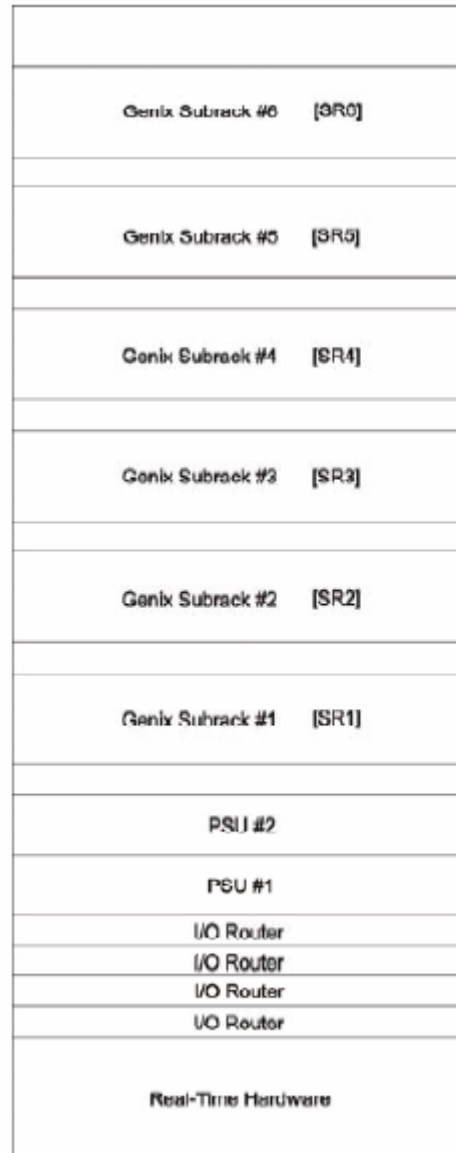 Genix Subrack #6 [SR6]
Genix Subrack #5 [SR5]
Genix Subrack #4 [SR4]
Genix Subrack #3 [SR3]
Genix Subrack #2 [SR2]
Genix Subrack #1 [SR1]
PSU #2
PSU #1
I/O Router
I/O Router
I/O Router
I/O Router
Real-Time Hardware